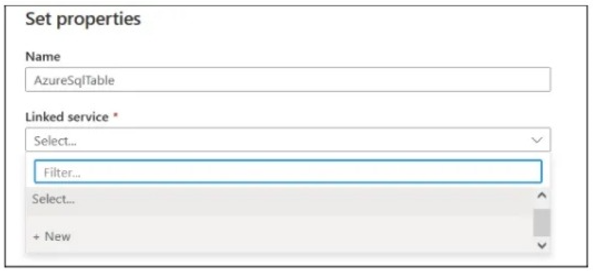 Set properties
Name
AzureSqlTable
Linked service *
Select...
Filter...
Select...
+ New